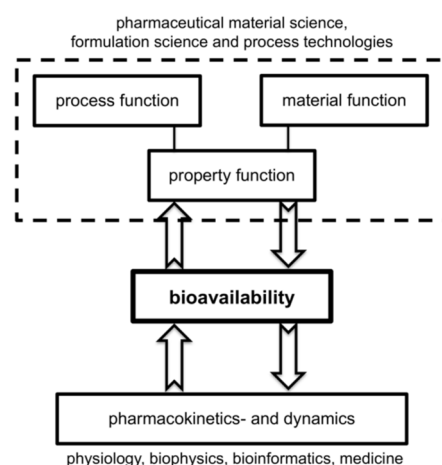 pharmaceutical material science,
formulation science and process technologies
process function
material function
property function
bioavailability
pharmacokinetics- and dynamics
physiology, biophysics, bioinformatics, medicine